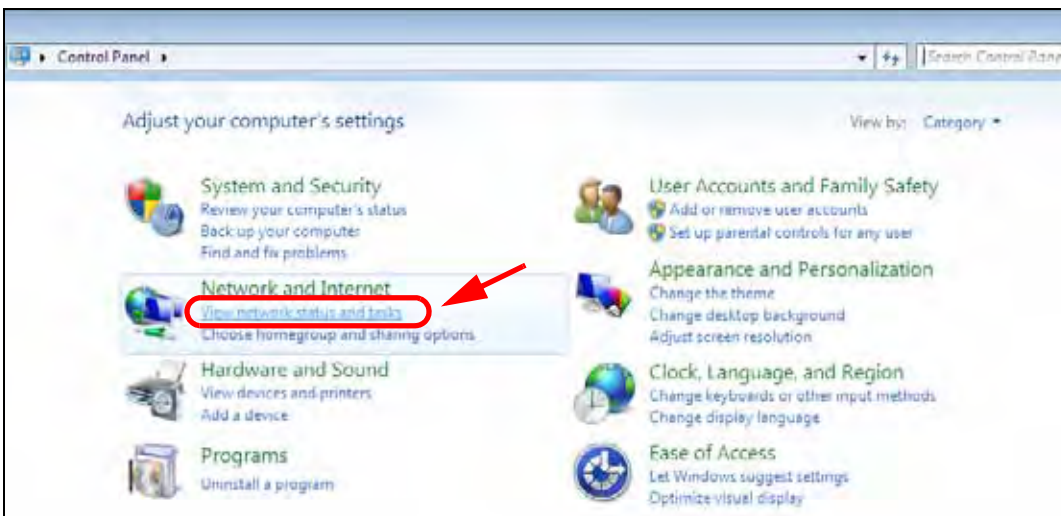 Control Panel
Search Control Pane
Adjust your computer's settings
View by: Category
System and Security
Review your computer's status
Back up your computer
Find and fix problems
Network and Internet
View network status and tasks
Choose homegroup and sharing options
Hardware and Sound
View devices and printers
Add a device
Programs
Uninstall a program
User Accounts and Family Safety
Add or remove user accounts
Set up parental controls for any user
Appearance and Personalization
Change the theme
Change desktop background
Adjust screen resolution
Clock, Language, and Region
Change keyboards or other input methods
Change display language
Ease of Access
Let Windows suggest settings
Optimize visual display